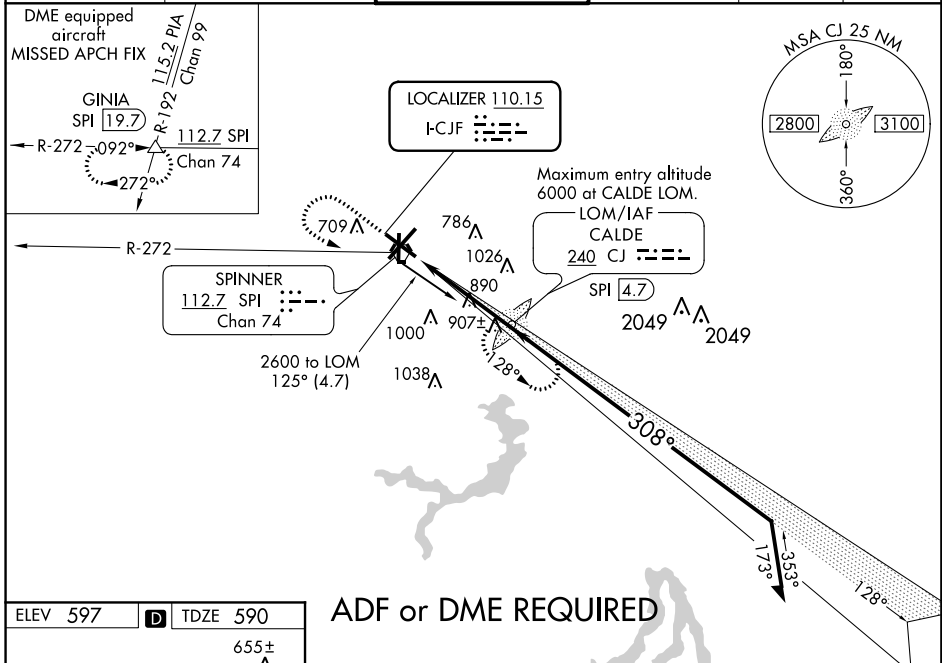 DME equipped
aircraft
MISSED APCH FIX
115.2 PIA
Chan 99
R-192
GINIA
SPI 19.7
112.7 SPI
Chan 74
R-272
092°
272°
LOCALIZER 110.15
I-CJF
MSA CJ 25 NM
180°
2800
3100
360°
Maximum entry altitude
6000 at CALDE LOM.
LOM/IAF
CALDE
240 CJ
SPI 4.7
709
786
1026
890
907±
1000
1038
2049
2049
R-272
SPINNER
112.7 SPI
Chan 74
2600 to LOM
125° (4.7)
128°
308°
173°
353°
128°
ELEV 597
D
TDZE 590
655±
ADF or DME REQUIRED